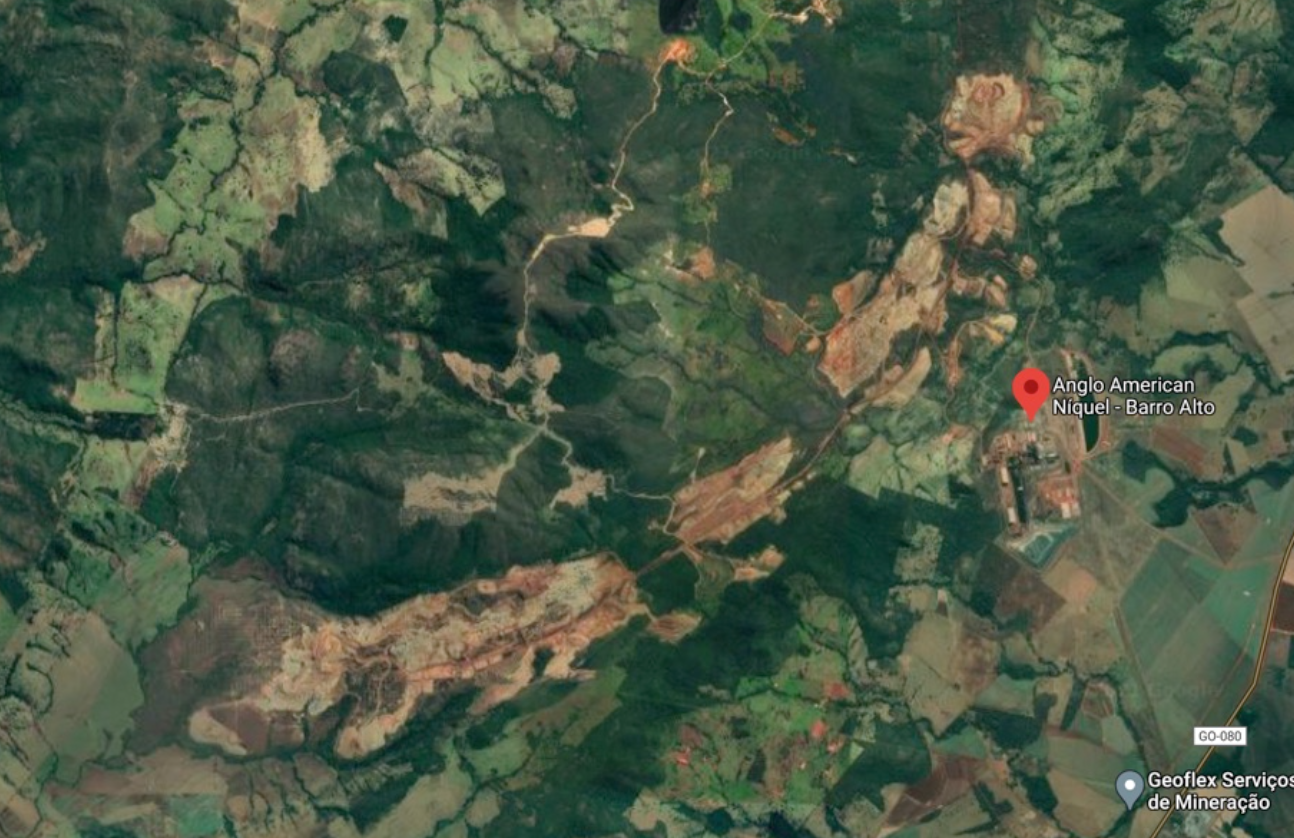 Anglo American
Níquel - Barro Alto
GO-080
Geoflex Serviços
de Mineração